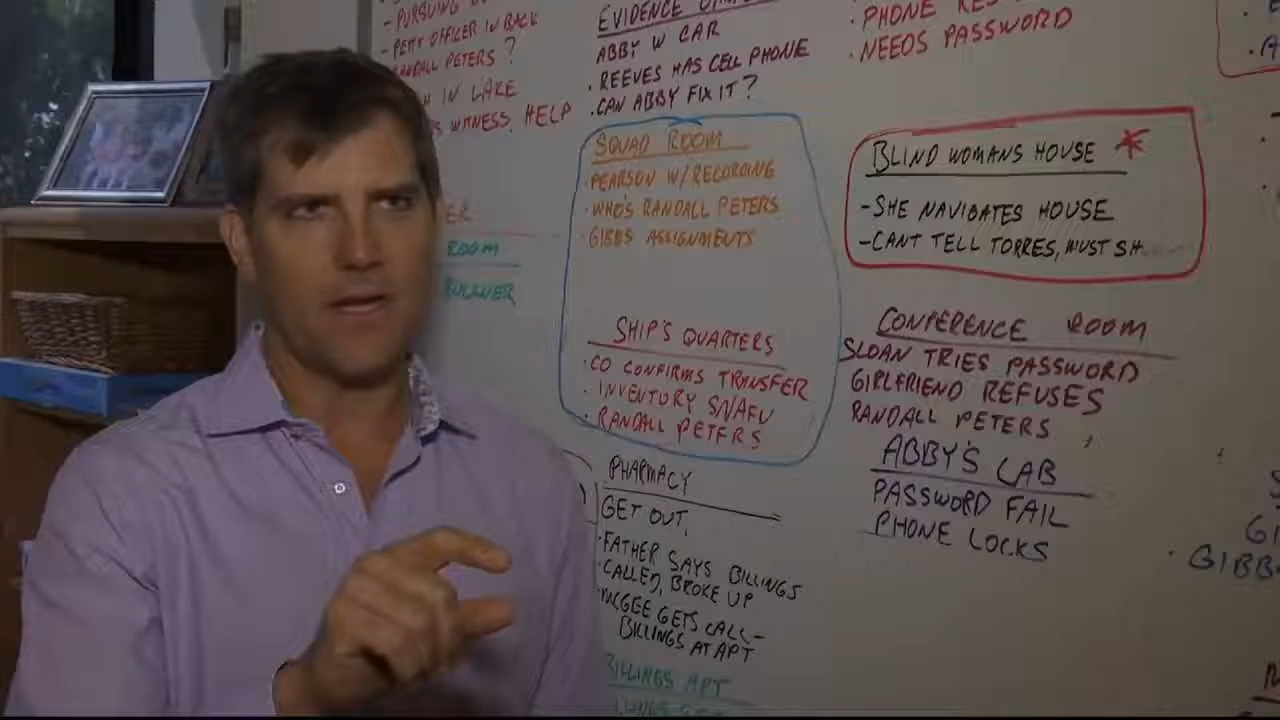 - PURSUING
- PETTY OFFICER IN BACK
RANDALL PETERS?
IN LAKE
WITNESS, HELP
ROOM
EVIDENCE
ABBY W CAR
. REEVES HAS CELL PHONE
. CAN ABBY FIX IT?
SQUAD ROOM
. PEARSON W/RECORDING
. WHO'S RANDALL PETERS
. GIBBS ASSIGNMENTS
SHIP'S QUARTERS
. CO CONFIRMS TRANSFER
. INVENTORY SNAFU
. RANDALL PETERS
PHARMACY
GET OUT.
. FATHER SAYS BILLINGS
. CALLED, BROKE UP
. MCGEE GETS CALL -
BILLINGS AT APT
BILLINGS APT
. PHONE
. NEEDS PASSWORD
BLIND WOMANS HOUSE *
- SHE NAVIGATES HOUSE
- CANT TELL TORRES, MUST SH
CONFERENCE ROOM
SLOAN TRIES PASSWORD
GIRLFRIEND REFUSES
RANDALL PETERS
ABBY'S LAB
PASSWORD FAIL
PHONE LOCKS